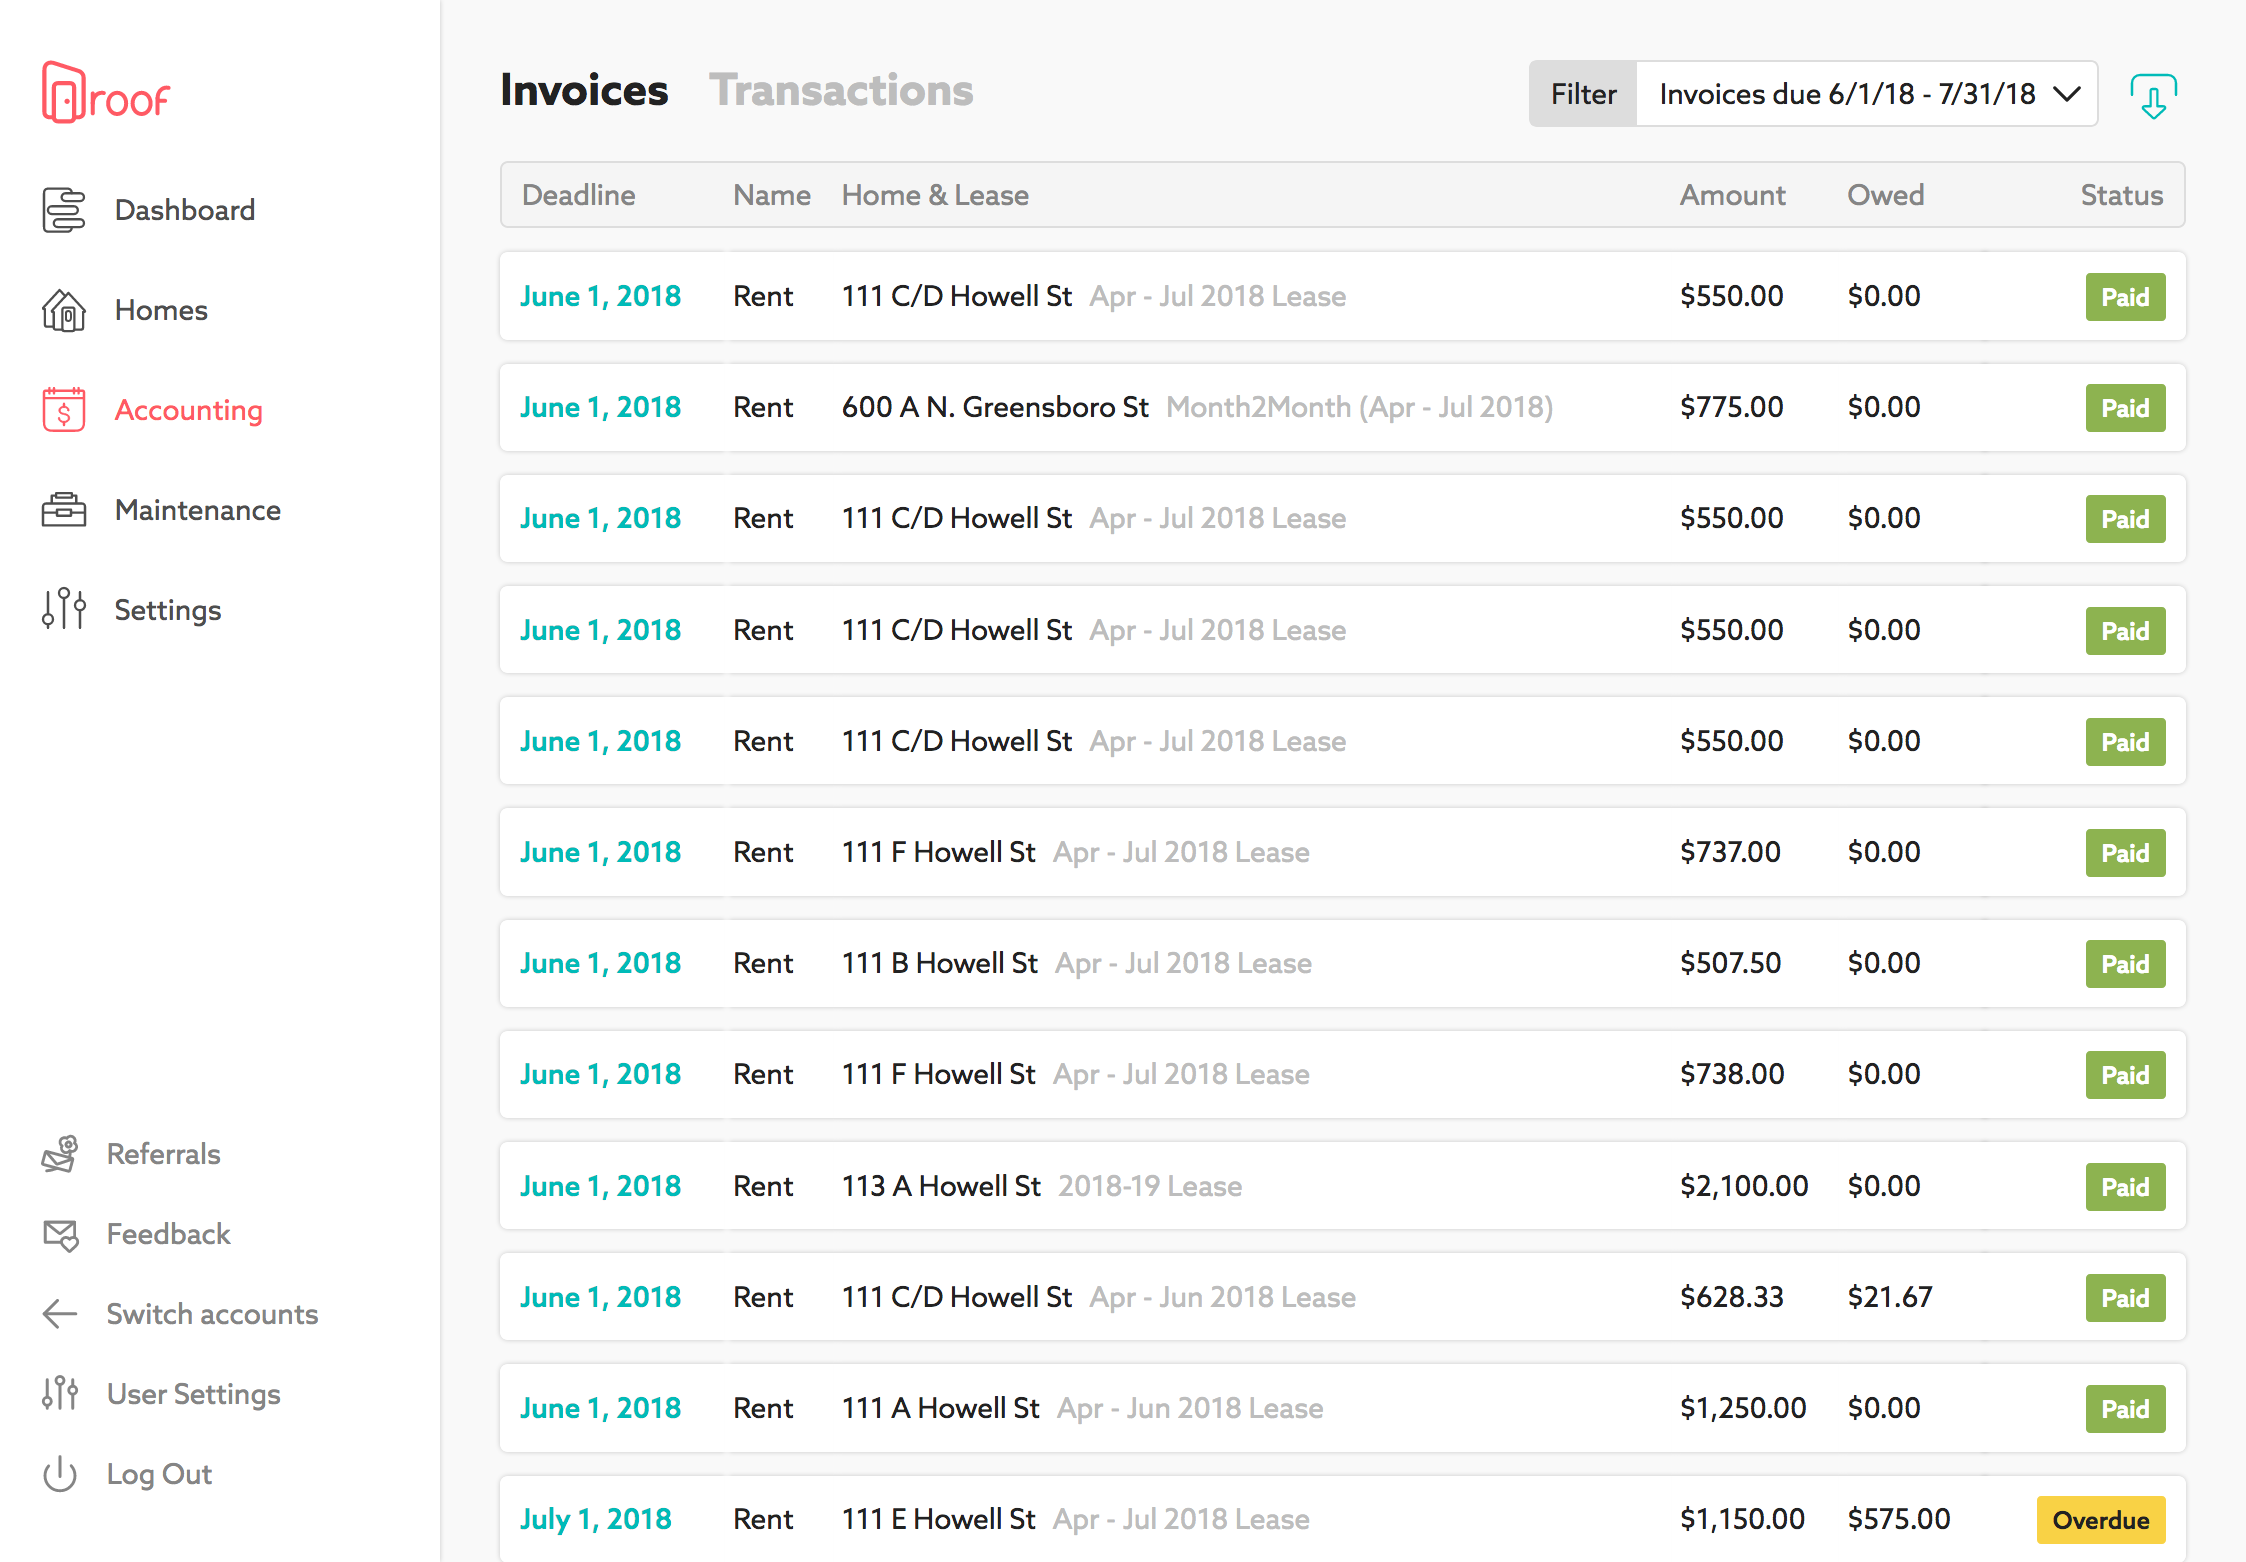 roof
Dashboard
Homes
Accounting
Maintenance
Settings
Referrals
Feedback
Switch accounts
User Settings
Log Out
Invoices Transactions Filter Invoices due 6/1/18 - 7/31/18
Deadline Name Home & Lease Amount Owed Status
June 1, 2018 Rent 111 C/D Howell St Apr - Jul 2018 Lease $550.00 $0.00 Paid
June 1, 2018 Rent 600 A N. Greensboro St Month2Month (Apr - Jul 2018) $775.00 $0.00 Paid
June 1, 2018 Rent 111 C/D Howell St Apr - Jul 2018 Lease $550.00 $0.00 Paid
June 1, 2018 Rent 111 C/D Howell St Apr - Jul 2018 Lease $550.00 $0.00 Paid
June 1, 2018 Rent 111 C/D Howell St Apr - Jul 2018 Lease $550.00 $0.00 Paid
June 1, 2018 Rent 111 F Howell St Apr - Jul 2018 Lease $737.00 $0.00 Paid
June 1, 2018 Rent 111 B Howell St Apr - Jul 2018 Lease $507.50 $0.00 Paid
June 1, 2018 Rent 111 F Howell St Apr - Jul 2018 Lease $738.00 $0.00 Paid
June 1, 2018 Rent 113 A Howell St 2018-19 Lease $2,100.00 $0.00 Paid
June 1, 2018 Rent 111 C/D Howell St Apr - Jun 2018 Lease $628.33 $21.67 Paid
June 1, 2018 Rent 111 A Howell St Apr - Jun 2018 Lease $1,250.00 $0.00 Paid
July 1, 2018 Rent 111 E Howell St Apr - Jul 2018 Lease $1,150.00 $575.00 Overdue